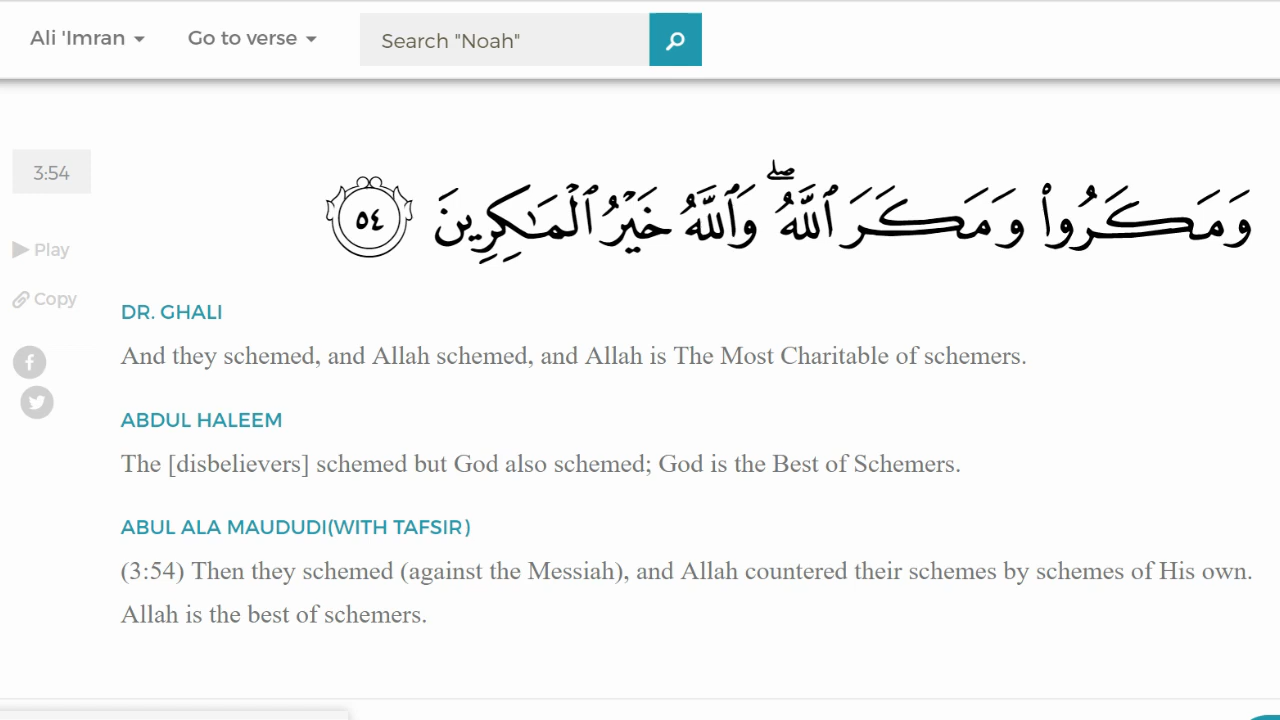 Ali 'Imran
Go to verse
Search "Noah"
3:54
وَمَكَرُوا۟ وَمَكَرَ ٱللَّهُ ۖ وَٱللَّهُ خَيْرُ ٱلْمَـٰكِرِينَ ٥٤
Play
Copy
DR. GHALI
And they schemed, and Allah schemed, and Allah is The Most Charitable of schemers.
ABDUL HALEEM
The [disbelievers] schemed but God also schemed; God is the Best of Schemers.
ABUL ALA MAUDUDI(WITH TAFSIR)
(3:54) Then they schemed (against the Messiah), and Allah countered their schemes by schemes of His own.
Allah is the best of schemers.